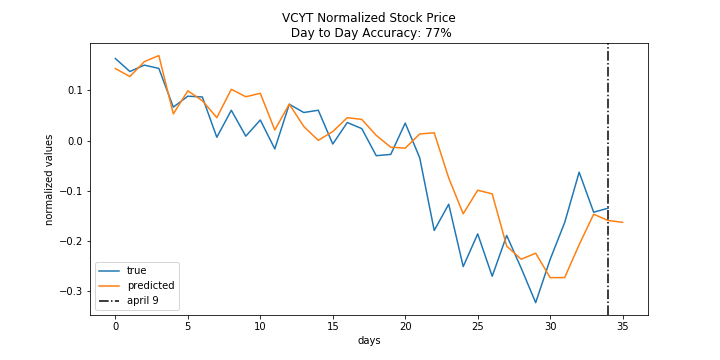 VCYT Normalized Stock Price
Day to Day Accuracy: 77%
normalized values
0.1
0.0
−0.1
−0.2
−0.3
true
predicted
april 9
0 5 10 15 20 25 30 35
days